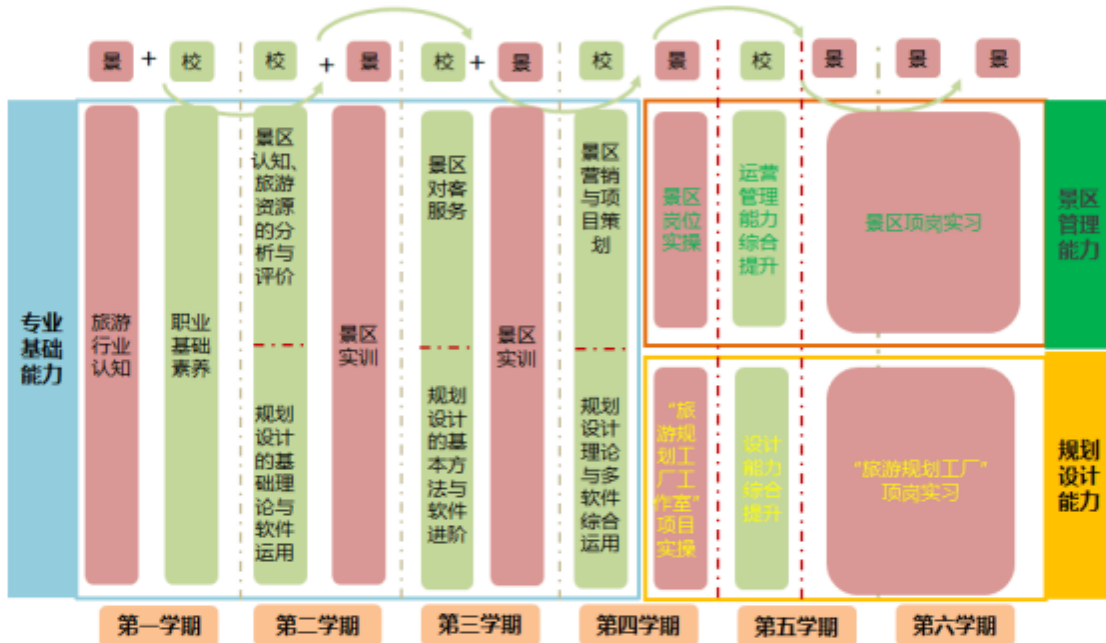 景 + 校 校 + 景 校 + 景 校 景 校 景 景 景
专业
基础
能力
旅游
行业
认知
职业
基础
素养
景区
认知、
旅游
资源
的分
析与
评价
规划
设计
的基
础理
论与
软件
运用
景区
实训
景区
对客
服务
规划
设计
的基
本方
法与
软件
进阶
景区
实训
景区
营销
与项
目策
划
规划
设计
理论
与多
软件
综合
运用
景区
岗位
实操
“旅
游规
划工
厂工
作室”
项目
实操
运营
管理
能力
综合
提升
设计
能力
综合
提升
景区顶岗实习
“旅游规划工厂”
顶岗实习
景区
管理
能力
规划
设计
能力
第一学期 第二学期 第三学期 第四学期 第五学期 第六学期